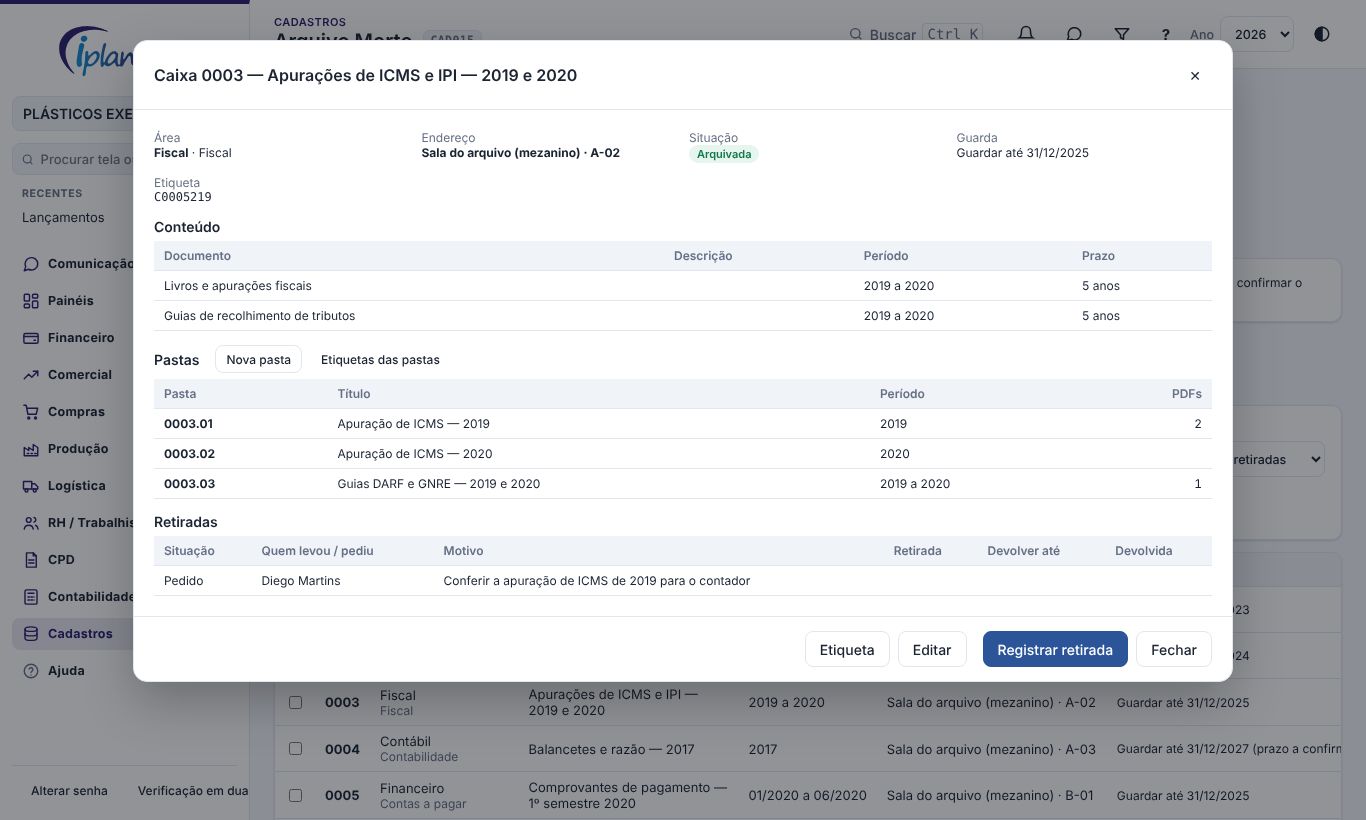 CADASTROS
Buscar Ctrl K
Ano 2026
PLÁSTICOS EXE
Procurar tela o
RECENTES
Lançamentos
Comunicação
Painéis
Financeiro
Comercial
Compras
Produção
Logística
RH / Trabalhis
CPD
Contabilidade
Cadastros
Ajuda
Alterar senha
Verificação em dua
Caixa 0003 — Apurações de ICMS e IPI — 2019 e 2020
×
Área
Fiscal · Fiscal
Endereço
Sala do arquivo (mezanino) · A-02
Situação
Arquivada
Guarda
Guardar até 31/12/2025
Etiqueta
C0005219
Conteúdo
Documento Descrição Período Prazo
Livros e apurações fiscais 2019 a 2020 5 anos
Guias de recolhimento de tributos 2019 a 2020 5 anos
Pastas Nova pasta Etiquetas das pastas
Pasta Título Período PDFs
0003.01 Apuração de ICMS — 2019 2019 2
0003.02 Apuração de ICMS — 2020 2020
0003.03 Guias DARF e GNRE — 2019 e 2020 2019 a 2020 1
Retiradas
Situação Quem levou / pediu Motivo Retirada Devolver até Devolvida
Pedido Diego Martins Conferir a apuração de ICMS de 2019 para o contador
Etiqueta Editar Registrar retirada Fechar
confirmar o
retiradas
023
024
0003 Fiscal Fiscal Apurações de ICMS e IPI — 2019 e 2020 2019 a 2020 Sala do arquivo (mezanino) · A-02 Guardar até 31/12/2025
0004 Contábil Contabilidade Balancetes e razão — 2017 2017 Sala do arquivo (mezanino) · A-03 Guardar até 31/12/2027 (prazo a confirm
0005 Financeiro Contas a pagar Comprovantes de pagamento — 1º semestre 2020 01/2020 a 06/2020 Sala do arquivo (mezanino) · B-01 Guardar até 31/12/2025